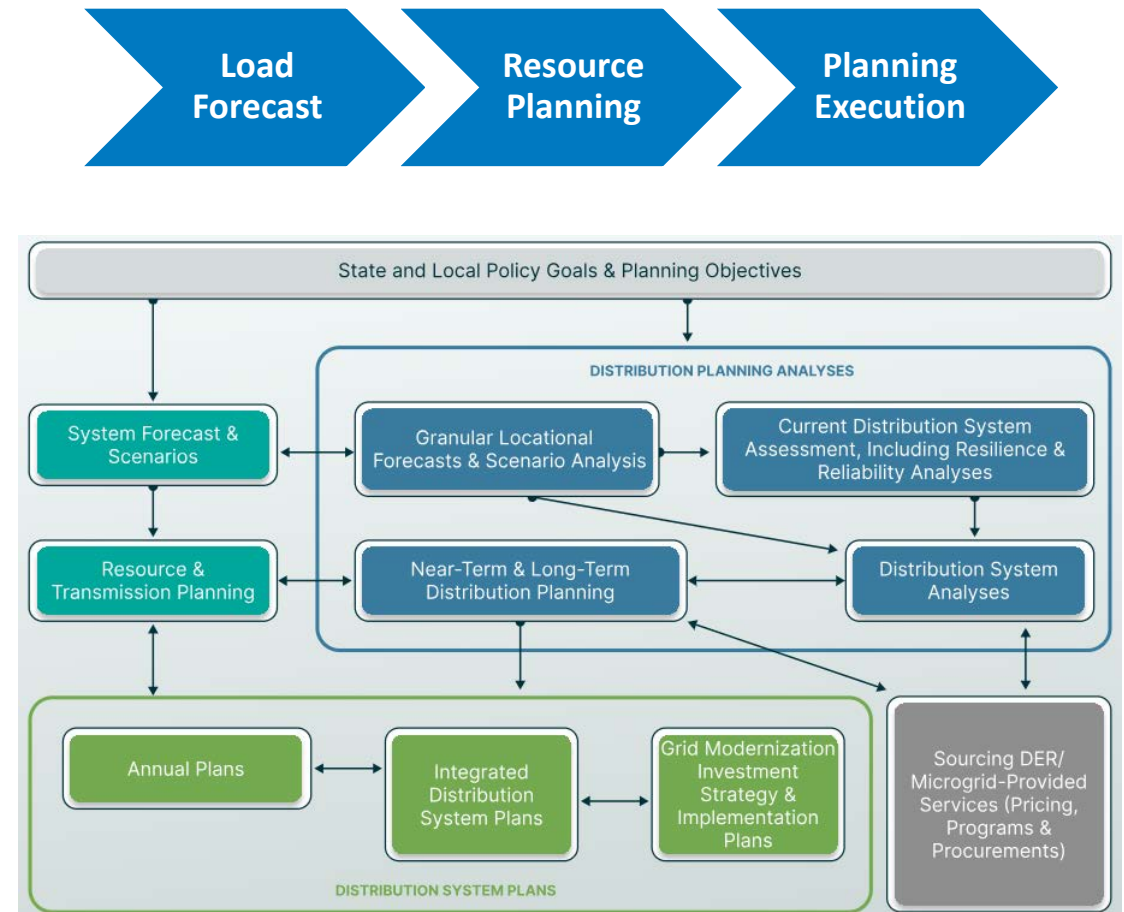 Load
Forecast
Resource
Planning
Planning
Execution
State and Local Policy Goals & Planning Objectives
DISTRIBUTION PLANNING ANALYSES
System Forecast &
Scenarios
Granular Locational
Forecasts & Scenario Analysis
Current Distribution System
Assessment, Including Resilience &
Reliability Analyses
Resource &
Transmission Planning
Near-Term & Long-Term
Distribution Planning
Distribution System
Analyses
Annual Plans
Integrated
Distribution
System Plans
Grid Modernization
Investment
Strategy &
Implementation
Plans
Sourcing DER/
Microgrid-Provided
Services (Pricing,
Programs &
Procurements)
DISTRIBUTION SYSTEM PLANS